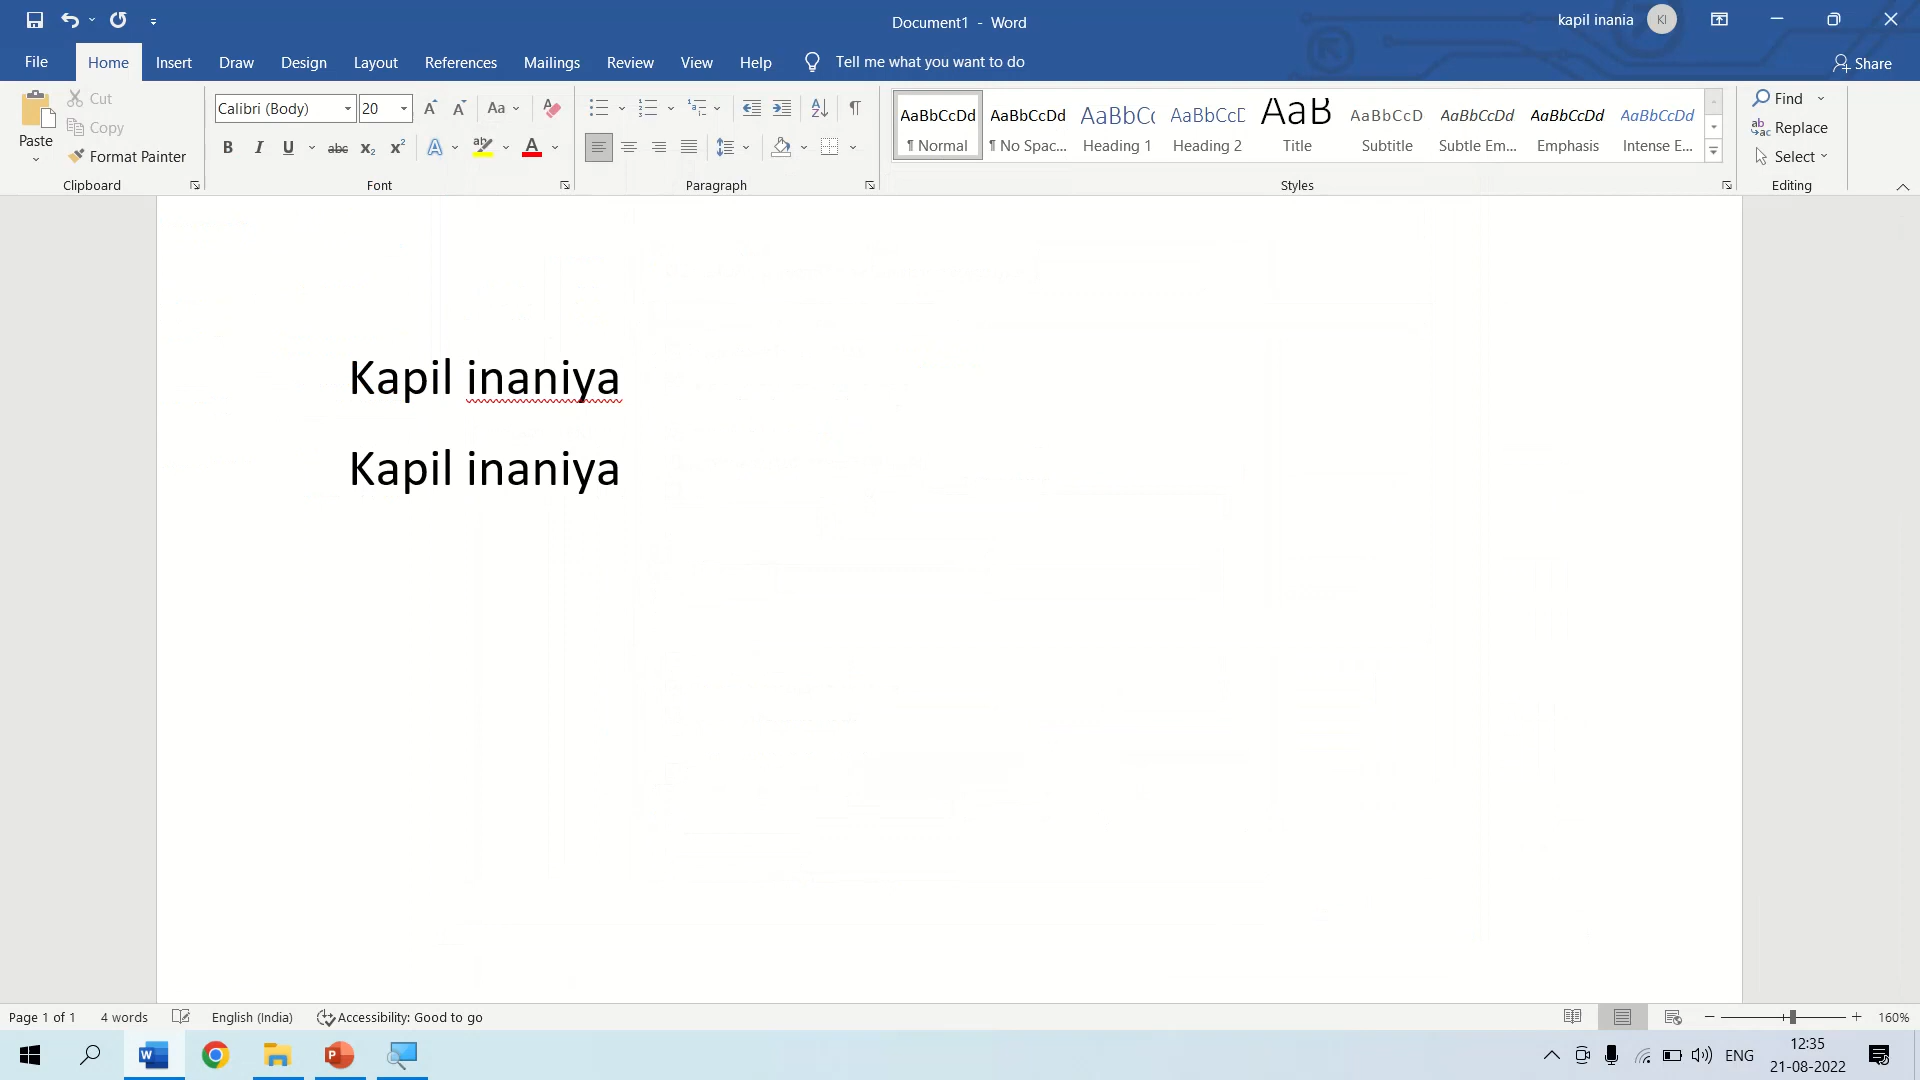 Document1 - Word
kapil inania
KI
File
Home
Insert
Draw
Design
Layout
References
Mailings
Review
View
Help
Tell me what you want to do
Share
Paste
Cut
Copy
Format Painter
Clipboard
Calibri (Body)
20
Aa
B
I
U
abc
x₂
x²
A
ab
A
Font
Paragraph
AaBbCcDd
¶ Normal
AaBbCcDd
¶ No Spac...
AaBbCc
Heading 1
AaBbCcD
Heading 2
AaB
Title
AaBbCcD
Subtitle
AaBbCcDd
Subtle Em...
AaBbCcDd
Emphasis
AaBbCcDd
Intense E...
Styles
Find
Replace
Select
Editing
Kapil inaniya
Kapil inaniya
Page 1 of 1
4 words
English (India)
Accessibility: Good to go
160%
ENG
12:35
21-08-2022